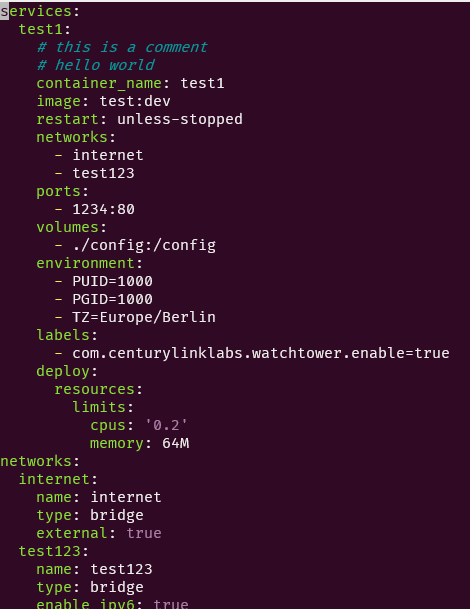 services:
  test1:
    # this is a comment
    # hello world
    container_name: test1
    image: test:dev
    restart: unless-stopped
    networks:
      - internet
      - test123
    ports:
      - 1234:80
    volumes:
      - ./config:/config
    environment:
      - PUID=1000
      - PGID=1000
      - TZ=Europe/Berlin
    labels:
      - com.centurylinklabs.watchtower.enable=true
    deploy:
      resources:
        limits:
          cpus: '0.2'
          memory: 64M
networks:
  internet:
    name: internet
    type: bridge
    external: true
  test123:
    name: test123
    type: bridge
    enable_ipv6: true